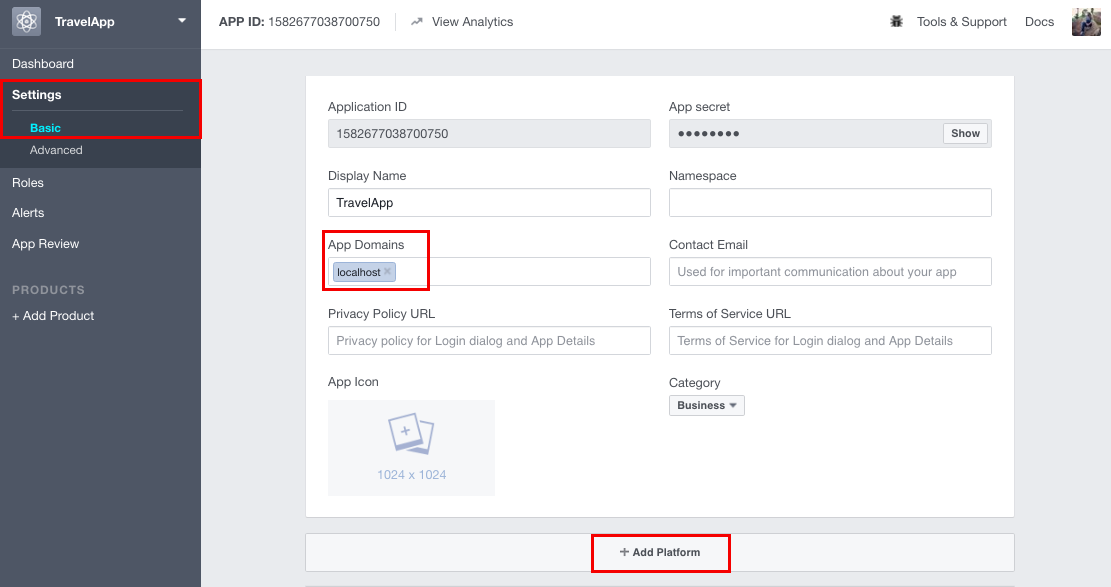 TravelApp
APP ID: 1582677038700750
View Analytics
Tools & Support
Docs
Dashboard
Settings
Basic
Advanced
Roles
Alerts
App Review
PRODUCTS
+ Add Product
Application ID
1582677038700750
App secret
●●●●●●●●
Show
Display Name
TravelApp
Namespace
App Domains
localhost ×
Contact Email
Used for important communication about your app
Privacy Policy URL
Privacy policy for Login dialog and App Details
Terms of Service URL
Terms of Service for Login dialog and App Details
App Icon
1024 x 1024
Category
Business
+ Add Platform